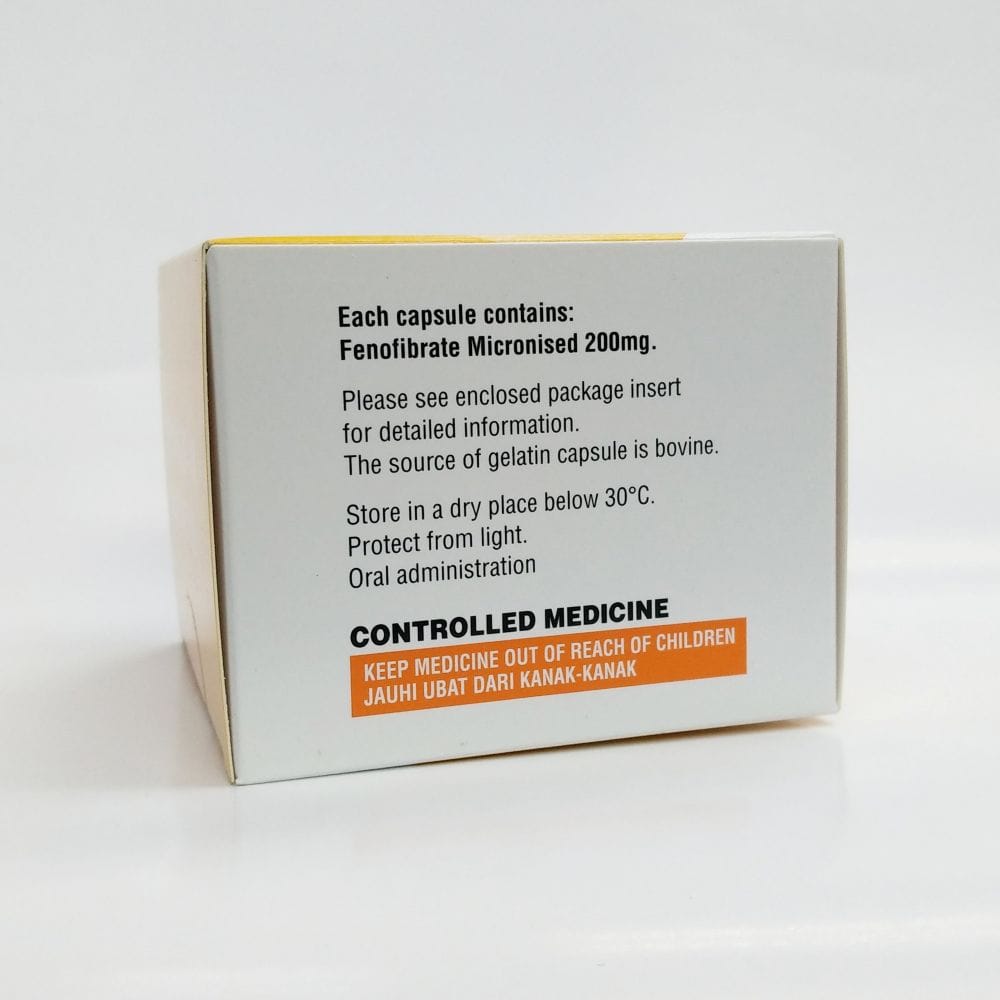 Each capsule contains:
Fenofibrate Micronised 200mg.
Please see enclosed package insert
for detailed information.
The source of gelatin capsule is bovine.
Store in a dry place below 30°C.
Protect from light.
Oral administration
CONTROLLED MEDICINE
KEEP MEDICINE OUT OF REACH OF CHILDREN
JAUHI UBAT DARI KANAK-KANAK